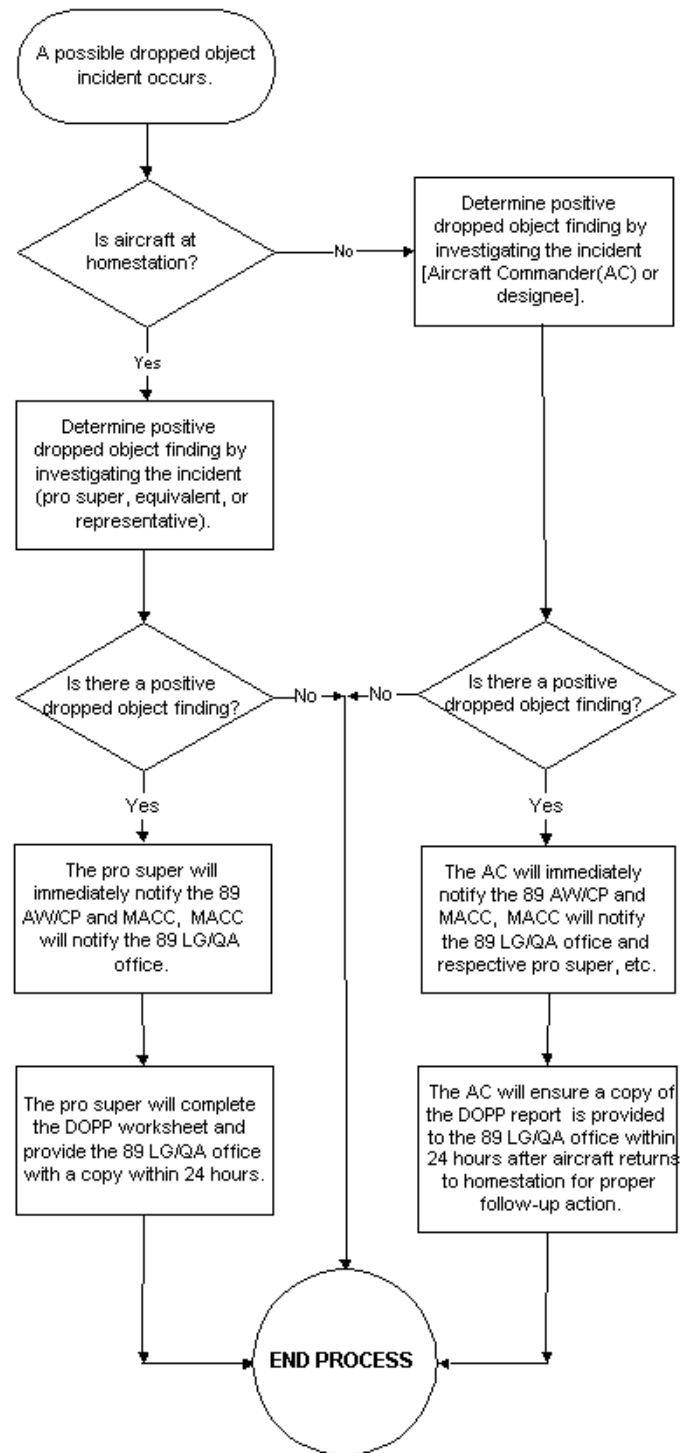 A possible dropped object
incident occurs.
Is aircraft at
homestation?
No
Determine positive
dropped object finding by
investigating the incident
[Aircraft Commander(AC) or
designee].
Yes
Determine positive
dropped object finding by
investigating the incident
(pro super, equivalent, or
representative).
Is there a positive
dropped object finding?
No
No
Is there a positive
dropped object finding?
Yes
Yes
The pro super will
immediately notify the 89
AW/CP and MACC, MACC
will notify the 89 LG/QA
office.
The AC will immediately
notify the 89 AW/CP and
MACC, MACC will notify
the 89 LG/QA office and
respective pro super, etc.
The pro super will complete
the DOPP worksheet and
provide the 89 LG/QA office
with a copy within 24 hours.
The AC will ensure a copy of
the DOPP report is provided
to the 89 LG/QA office within
24 hours after aircraft returns
to homestation for proper
follow-up action.
END PROCESS